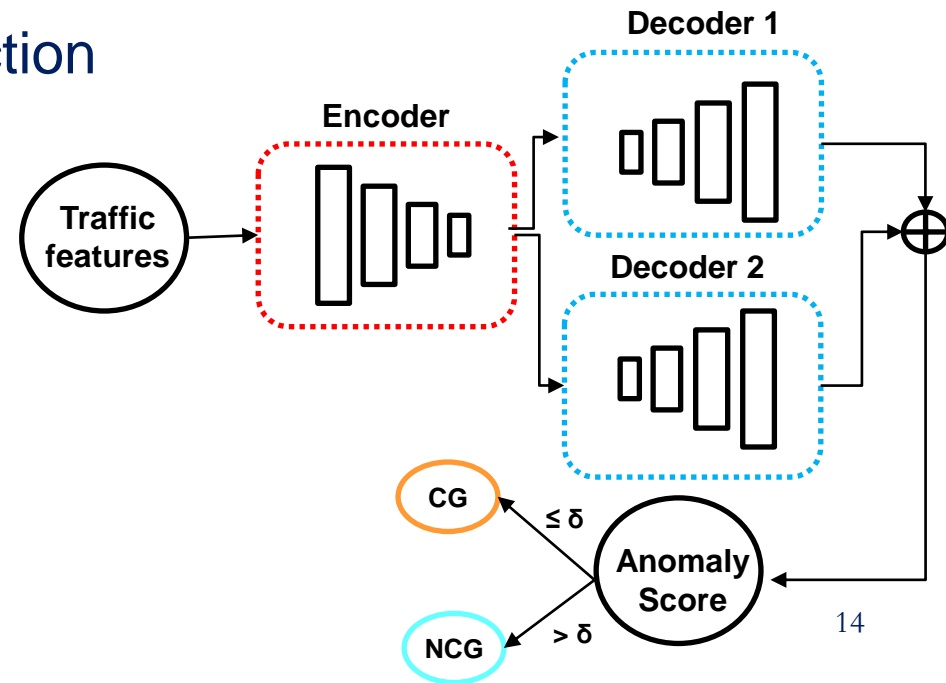 ction
Decoder 1
Encoder
Traffic
features
Decoder 2
CG
≤ δ
Anomaly
Score
> δ
NCG
14